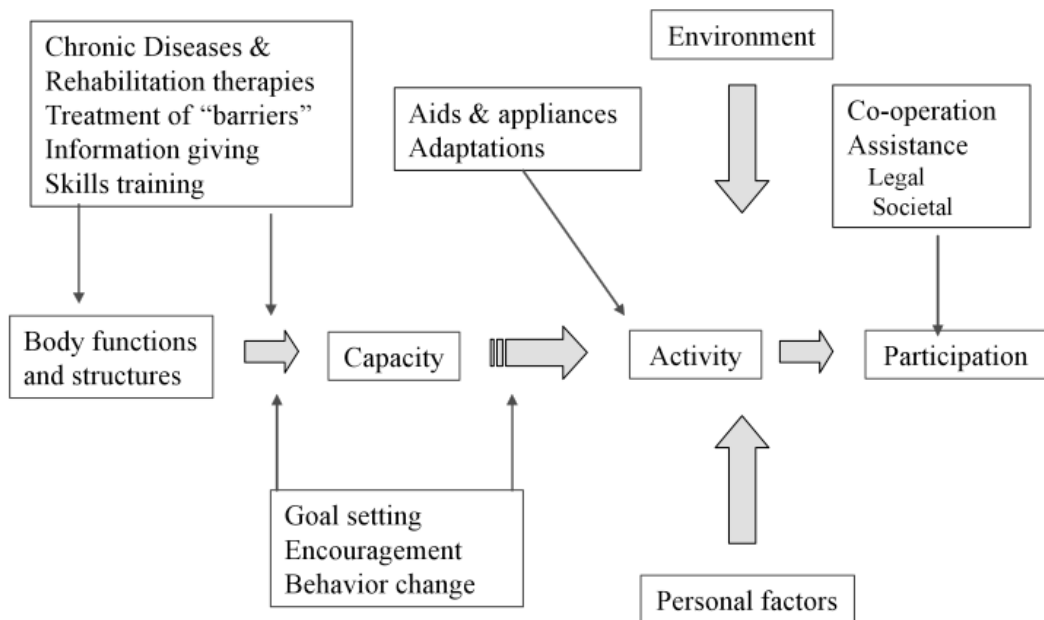 Chronic Diseases &
Rehabilitation therapies
Treatment of “barriers”
Information giving
Skills training
Aids & appliances
Adaptations
Environment
Co-operation
Assistance
Legal
Societal
Body functions
and structures
Capacity
Activity
Participation
Goal setting
Encouragement
Behavior change
Personal factors